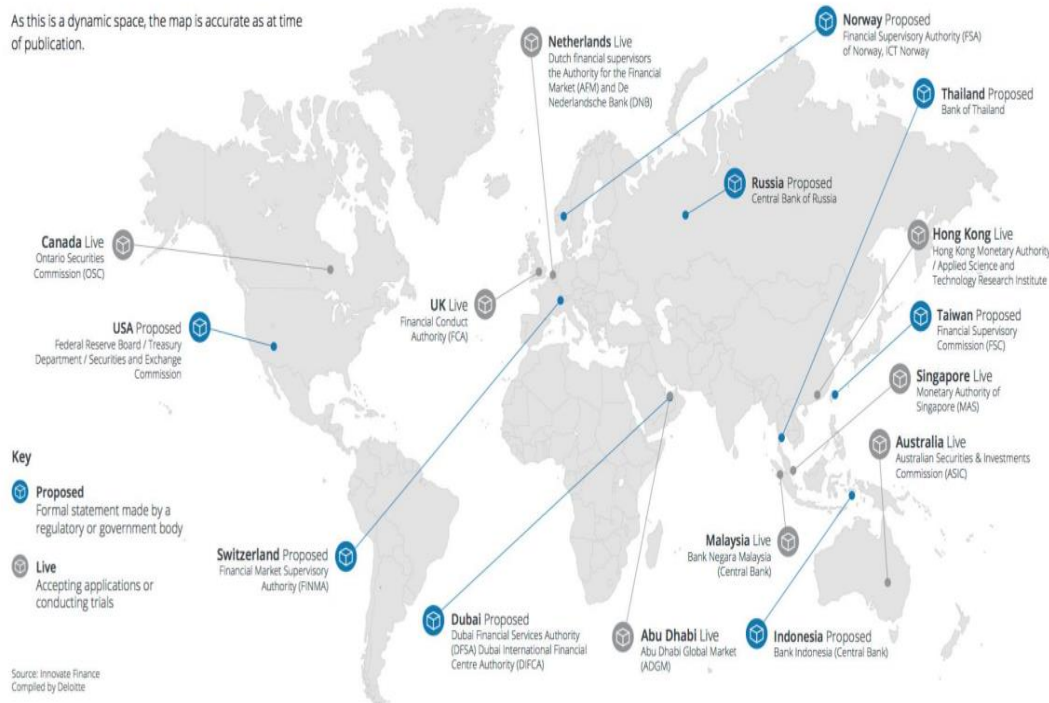 As this is a dynamic space, the map is accurate as at time
of publication.
Netherlands Live
Dutch financial supervisors
the Authority for the Financial
Market (AFM) and De
Nederlandsche Bank (DNB)
Norway Proposed
Financial Supervisory Authority (FSA)
of Norway, ICT Norway
Thailand Proposed
Bank of Thailand
Russia Proposed
Central Bank of Russia
Canada Live
Ontario Securities
Commission (OSC)
Hong Kong Live
Hong Kong Monetary Authority
/ Applied Science and
Technology Research Institute
UK Live
Financial Conduct
Authority (FCA)
USA Proposed
Federal Reserve Board / Treasury
Department / Securities and Exchange
Commission
Taiwan Proposed
Financial Supervisory
Commission (FSC)
Singapore Live
Monetary Authority of
Singapore (MAS)
Australia Live
Australian Securities & Investments
Commission (ASIC)
Key
Proposed
Formal statement made by a
regulatory or government body
Live
Accepting applications or
conducting trials
Switzerland Proposed
Financial Market Supervisory
Authority (FINMA)
Malaysia Live
Bank Negara Malaysia
(Central Bank)
Dubai Proposed
Dubai Financial Services Authority
(DFSA) Dubai International Financial
Centre Authority (DIFCA)
Abu Dhabi Live
Abu Dhabi Global Market
(ADGM)
Indonesia Proposed
Bank Indonesia (Central Bank)
Source: Innovate Finance
Compiled by Deloitte